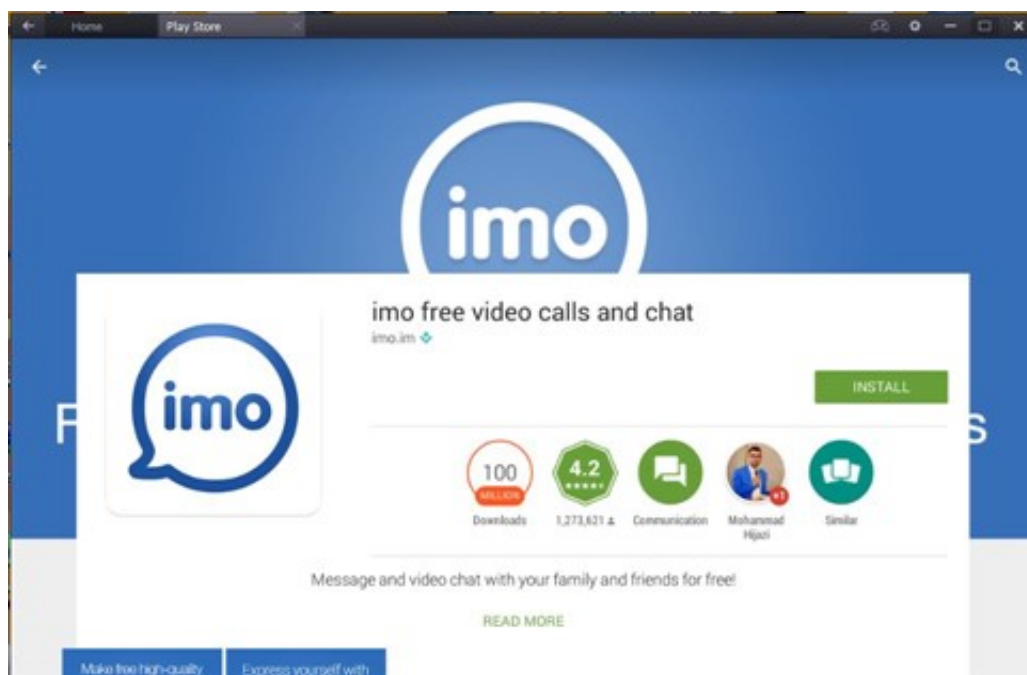 Home
Play Store
imo
imo
imo free video calls and chat
imo.im
INSTALL
F
s
100
MILLION
Downloads
4.2
1,273,621
Communication
+1
Mohammad
Hijazi
Similar
Message and video chat with your family and friends for free!
READ MORE
Make free high-quality
Express yourself with